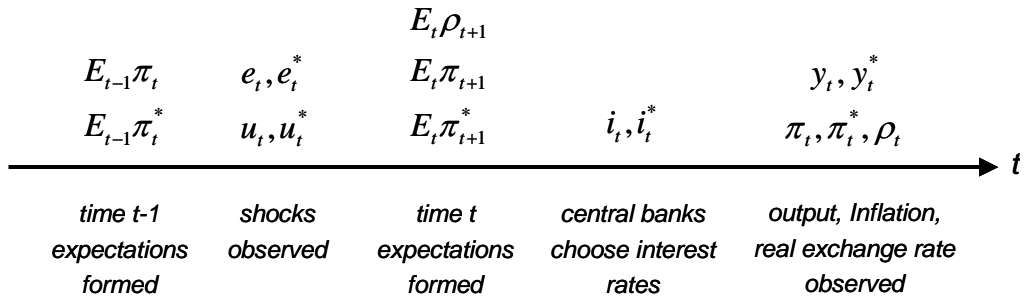 E_tρ_{t+1}
E_{t-1}π_t e_t, e_t^* E_tπ_{t+1} y_t, y_t^*
E_{t-1}π_t^* u_t, u_t^* E_tπ_{t+1}^* i_t, i_t^* π_t, π_t^*, ρ_t
t
time t-1 shocks time t central banks output, Inflation,
expectations observed expectations choose interest real exchange rate
formed formed rates observed